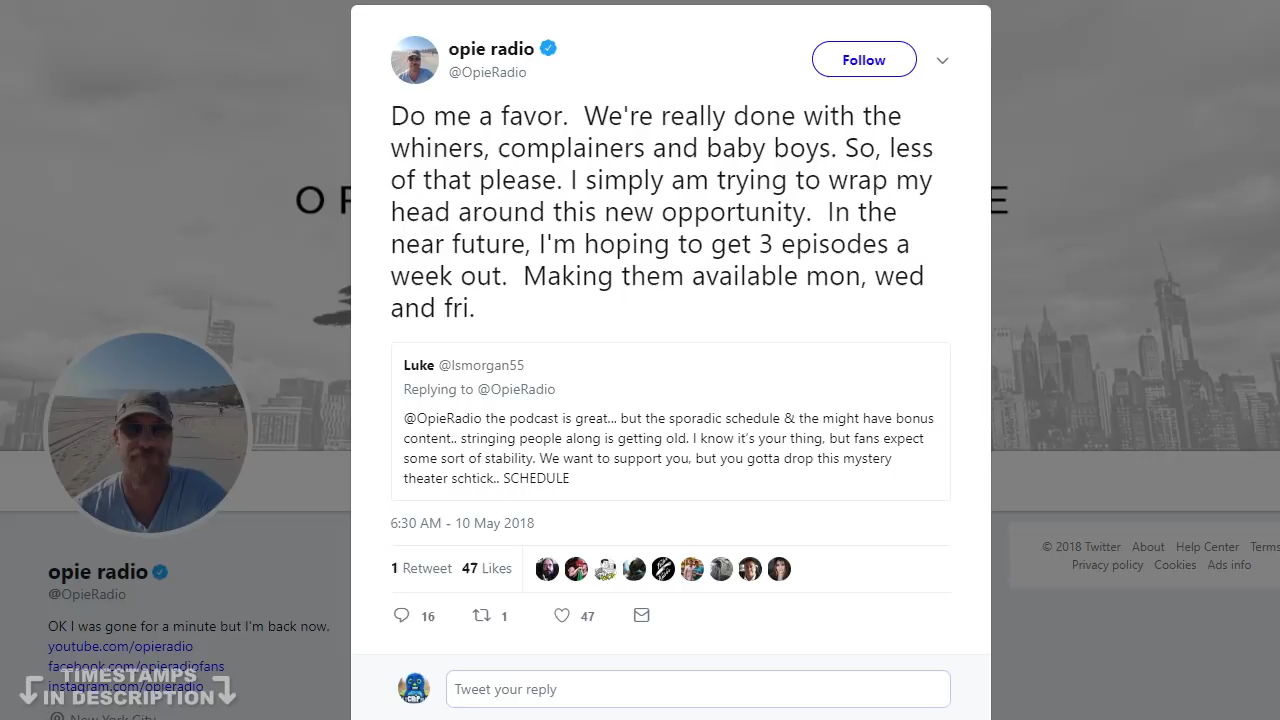 opie radio
@OpieRadio
Follow
Do me a favor.  We're really done with the
whiners, complainers and baby boys. So, less
of that please. I simply am trying to wrap my
head around this new opportunity.  In the
near future, I'm hoping to get 3 episodes a
week out.  Making them available mon, wed
and fri.
Luke @lsmorgan55
Replying to @OpieRadio
@OpieRadio the podcast is great... but the sporadic schedule & the might have bonus
content.. stringing people along is getting old. I know it's your thing, but fans expect
some sort of stability. We want to support you, but you gotta drop this mystery
theater schtick.. SCHEDULE
6:30 AM - 10 May 2018
1 Retweet 47 Likes
16 1 47
Tweet your reply
opie radio
@OpieRadio
OK I was gone for a minute but I'm back now.
youtube.com/opieradio
facebook.com/opieradiofans
instagram.com/opieradio
New York City
TIMESTAMPS
IN DESCRIPTION
© 2018 Twitter About Help Center Terms
Privacy policy Cookies Ads info